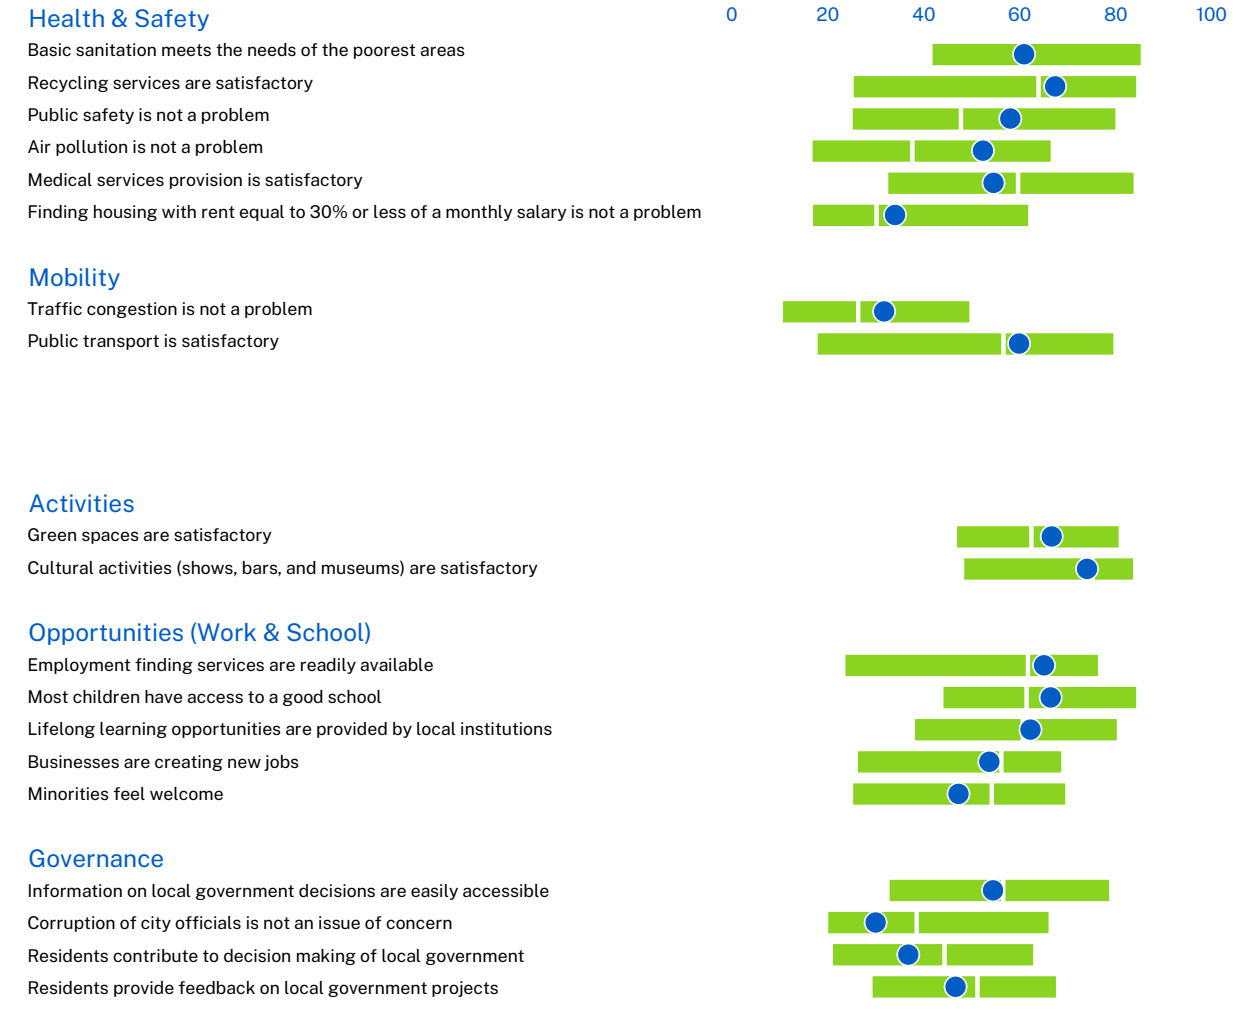 Health & Safety
0 20 40 60 80 100
Basic sanitation meets the needs of the poorest areas
Recycling services are satisfactory
Public safety is not a problem
Air pollution is not a problem
Medical services provision is satisfactory
Finding housing with rent equal to 30% or less of a monthly salary is not a problem
Mobility
Traffic congestion is not a problem
Public transport is satisfactory
Activities
Green spaces are satisfactory
Cultural activities (shows, bars, and museums) are satisfactory
Opportunities (Work & School)
Employment finding services are readily available
Most children have access to a good school
Lifelong learning opportunities are provided by local institutions
Businesses are creating new jobs
Minorities feel welcome
Governance
Information on local government decisions are easily accessible
Corruption of city officials is not an issue of concern
Residents contribute to decision making of local government
Residents provide feedback on local government projects